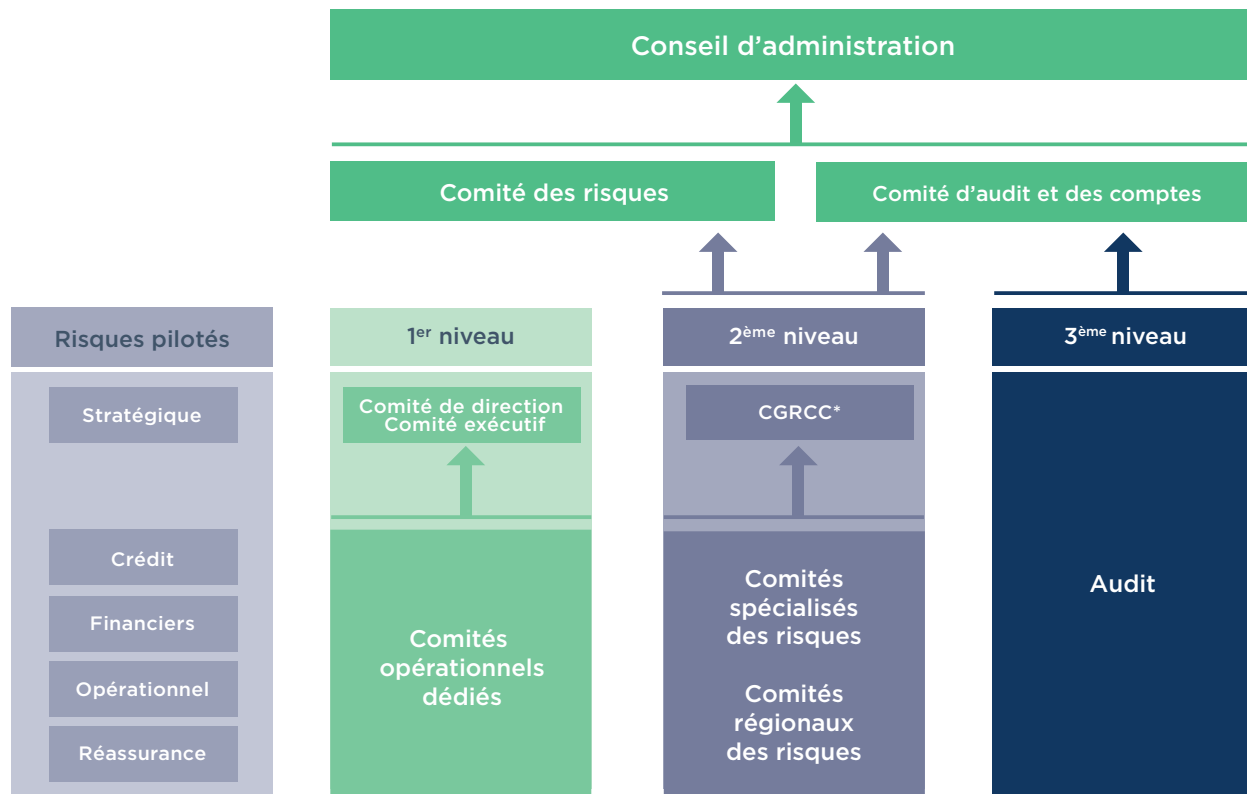 Conseil d'administration
Comité des risques
Comité d'audit et des comptes
Risques pilotés
1er niveau
2ème niveau
3ème niveau
Stratégique
Comité de direction
Comité exécutif
CGRCC*
Crédit
Financiers
Opérationnel
Réassurance
Comités
opérationnels
dédiés
Comités
spécialisés
des risques
Comités
régionaux
des risques
Audit